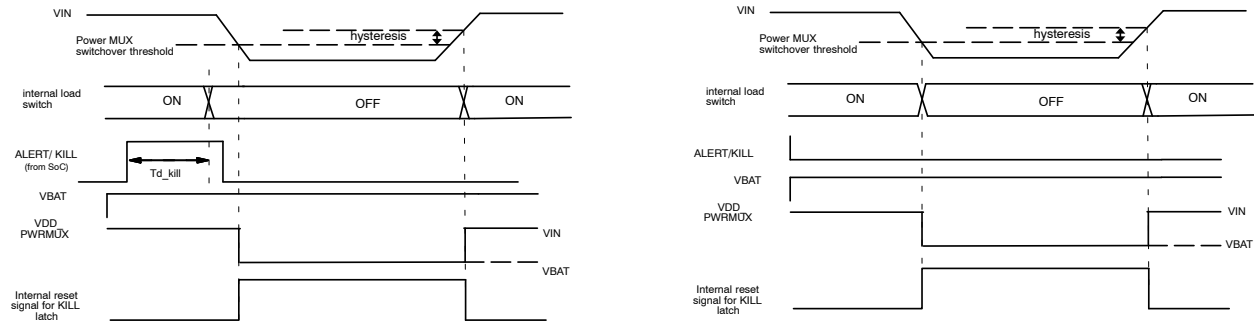 VIN
hysteresis
Power MUX
switchover threshold
internal load
switch
ON
OFF
ON
ALERT/ KILL
(from SoC)
Td_kill
VBAT
VDD_
PWRMUX
VIN
VBAT
Internal reset
signal for KILL
latch
VIN
hysteresis
Power MUX
switchover threshold
internal load
switch
ON
OFF
ON
ALERT/KILL
VBAT
VDD_
PWRMUX
VIN
VBAT
Internal reset
signal for KILL
latch